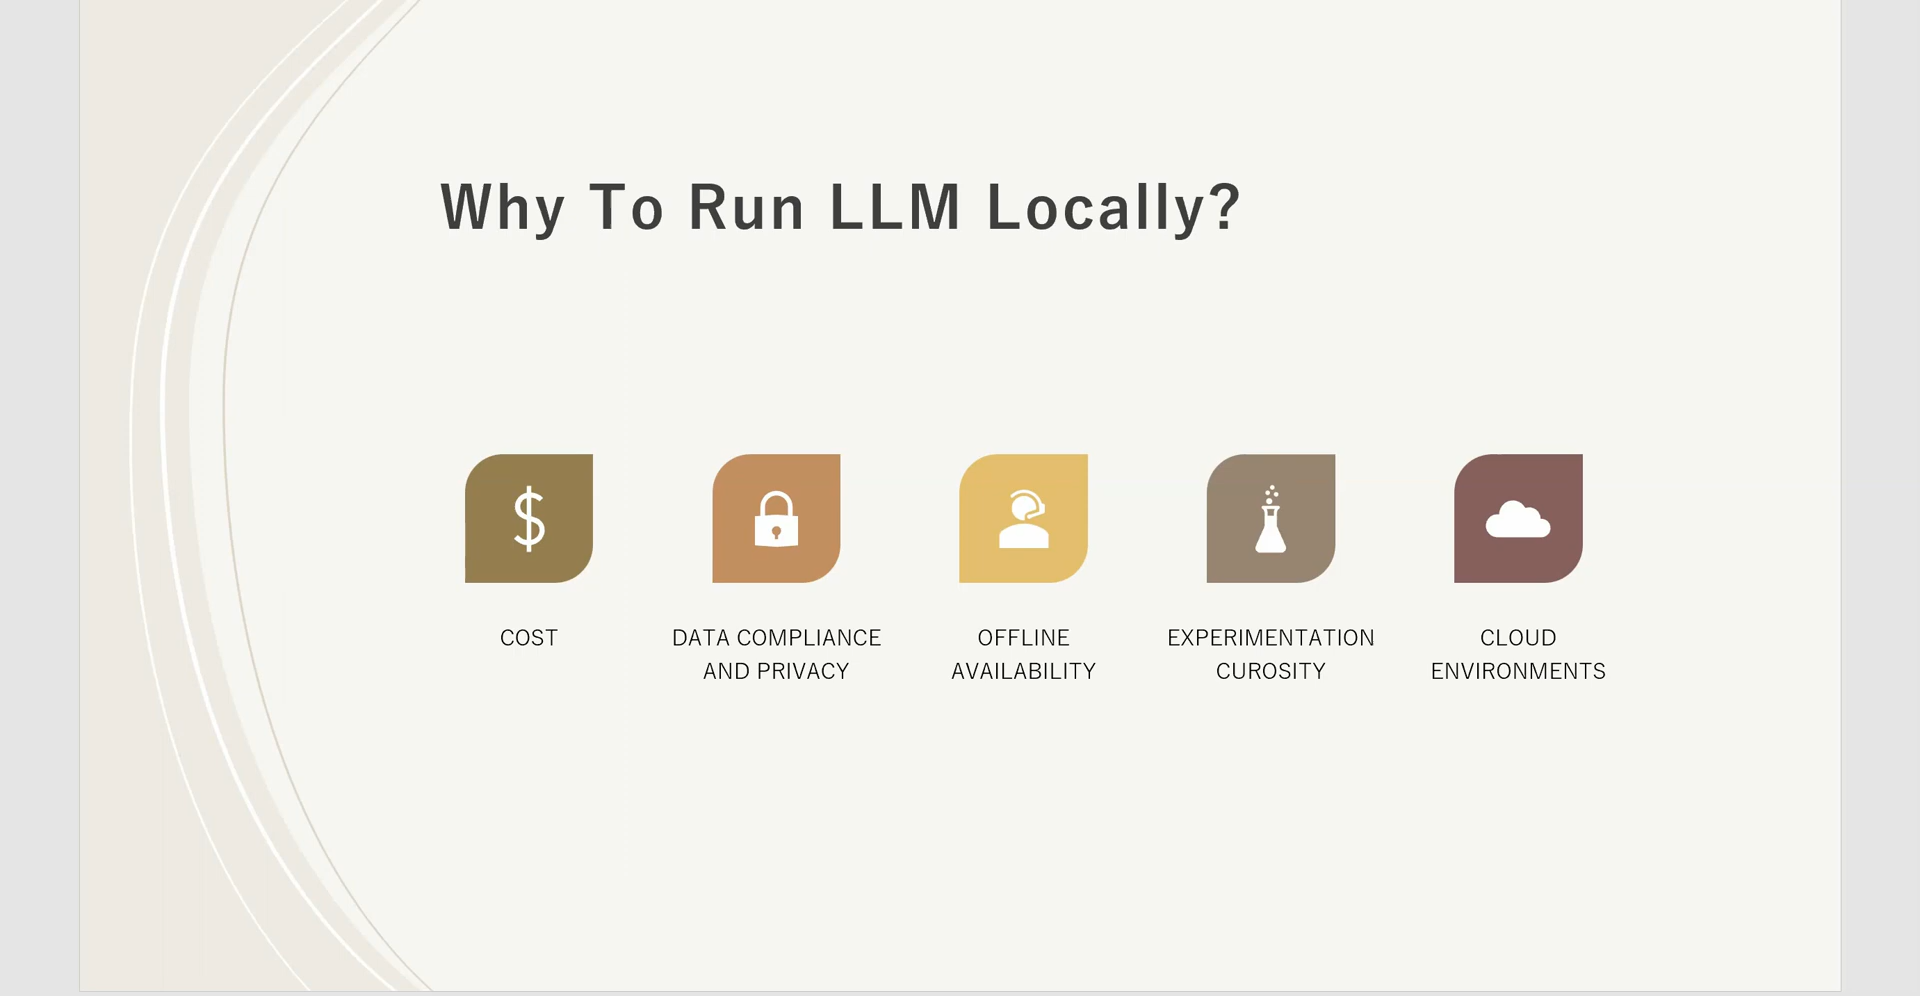 Why To Run LLM Locally?
COST
DATA COMPLIANCE
AND PRIVACY
OFFLINE
AVAILABILITY
EXPERIMENTATION
CUROSITY
CLOUD
ENVIRONMENTS